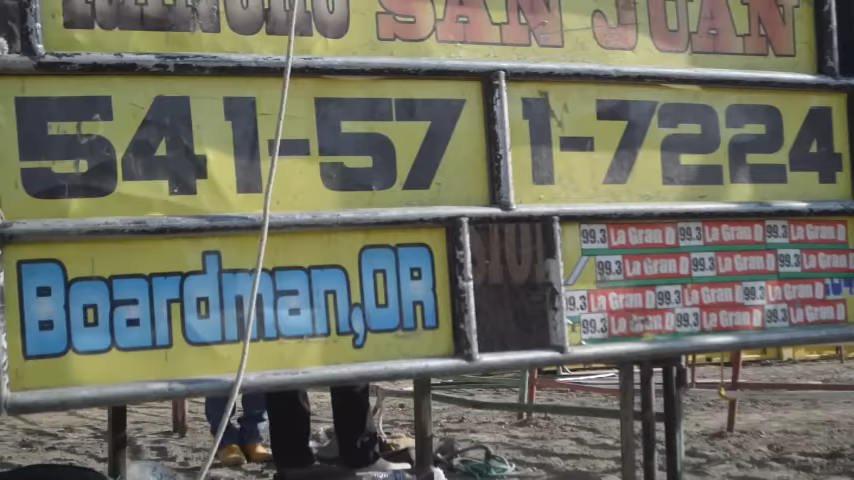 RANCHO SAN JUAN
541-571-7224
Boardman,OR
99.3 La Gran D 99.3 La Gran D 99.3 La Gran D
99.3 La Gran D 99.3 La Gran D 99.3 La Gran
99.3 La Gran D 99.3 La Gran D 99.3 La Gran D
99.3 La Gran D 99.3 La Gran D 99.3 La Gran D